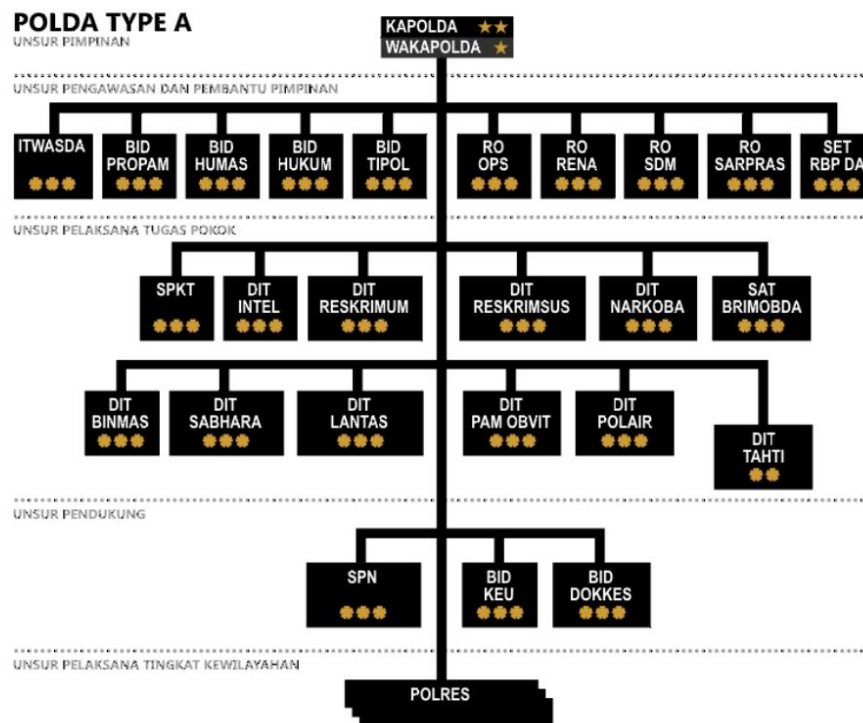 POLDA TYPE A
UNSUR PIMPINAN
KAPOLDA
WAKAPOLDA
UNSUR PENGAWASAN DAN PEMBANTU PIMPINAN
ITWASDA
BID
PROPAM
BID
HUMAS
BID
HUKUM
BID
TIPOL
RO
OPS
RO
RENA
RO
SDM
RO
SARPRAS
SET
RBP DA
UNSUR PELAKSANA TUGAS POKOK
SPKT
DIT
INTEL
DIT
RESKRIMUM
DIT
RESKRIMSUS
DIT
NARKOBA
SAT
BRIMOBDA
DIT
BINMAS
DIT
SABHARA
DIT
LANTAS
DIT
PAM OBVIT
DIT
POLAIR
DIT
TAHTI
UNSUR PENDUKUNG
SPN
BID
KEU
BID
DOKKES
UNSUR PELAKSANA TINGKAT KEWILAYAHAN
POLRES